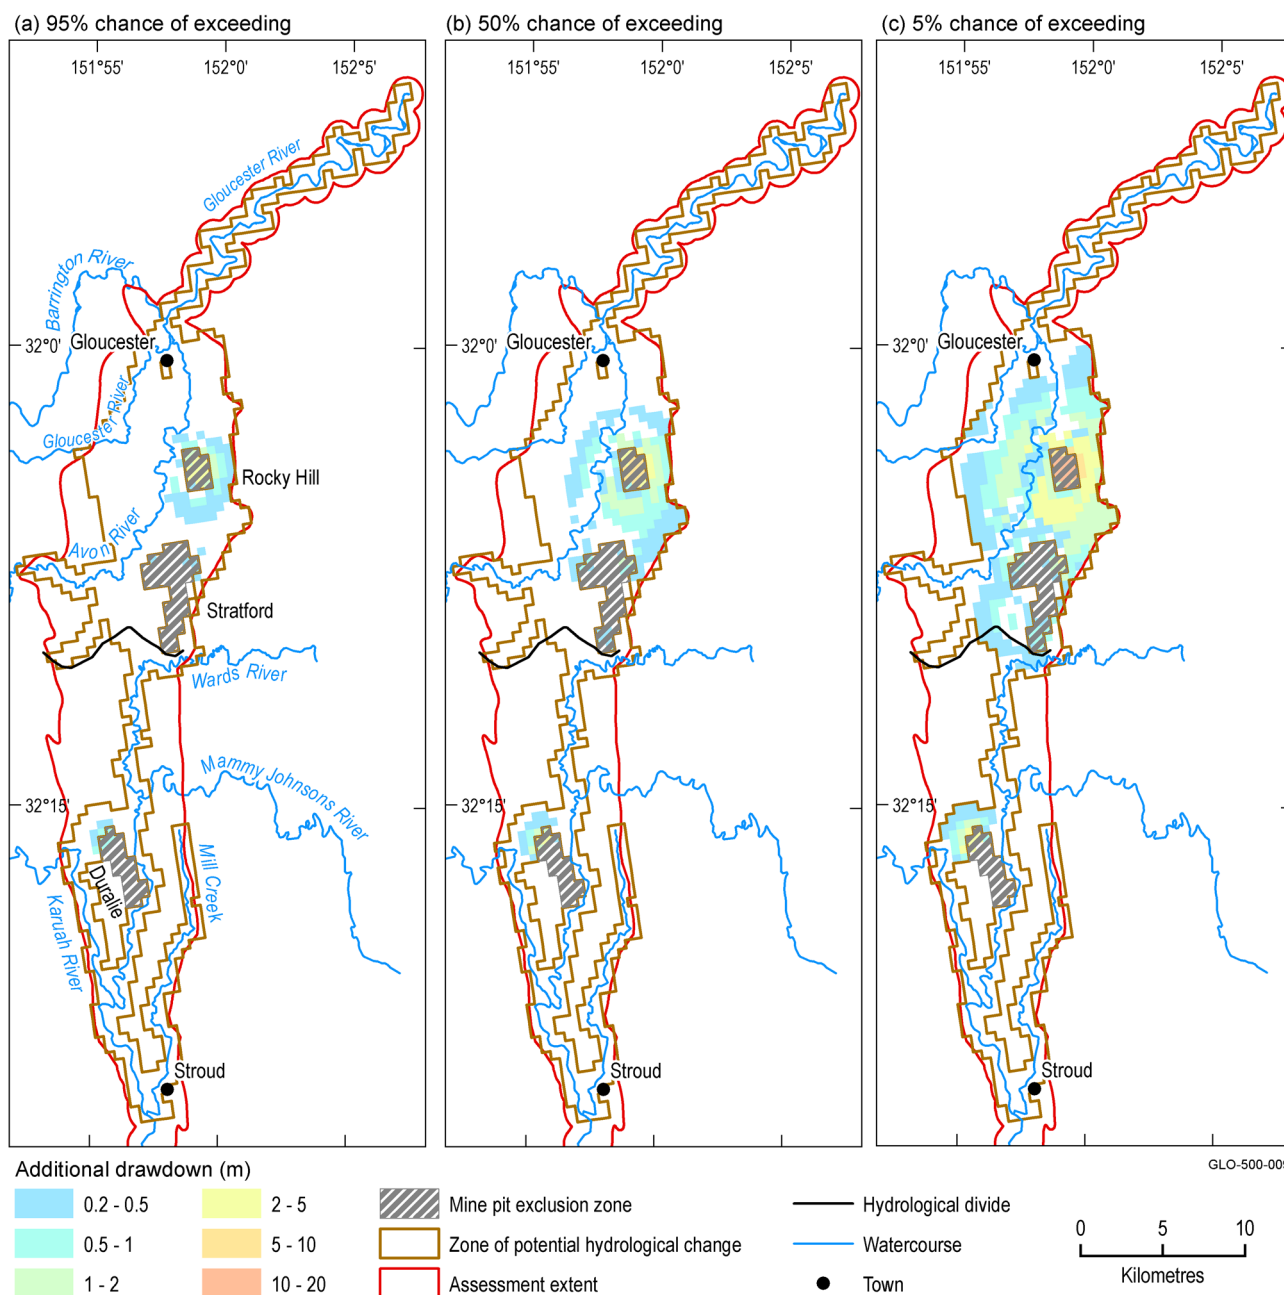 (a) 95% chance of exceeding
(b) 50% chance of exceeding
(c) 5% chance of exceeding
151°55' 152°0' 152°5'
151°55' 152°0' 152°5'
151°55' 152°0' 152°5'
Gloucester River
Barrington River
32°0'
Gloucester
32°0'
Gloucester
32°0'
Gloucester
Gloucester River
Rocky Hill
Avon River
Stratford
Wards River
Mammy Johnsons River
32°15'
32°15'
32°15'
Mill Creek
Duralie
Karuah River
Stroud
Stroud
Stroud
GLO-500-009
Additional drawdown (m)
0.2 - 0.5
0.5 - 1
1 - 2
2 - 5
5 - 10
10 - 20
Mine pit exclusion zone
Zone of potential hydrological change
Assessment extent
Hydrological divide
Watercourse
Town
0 5 10
Kilometres